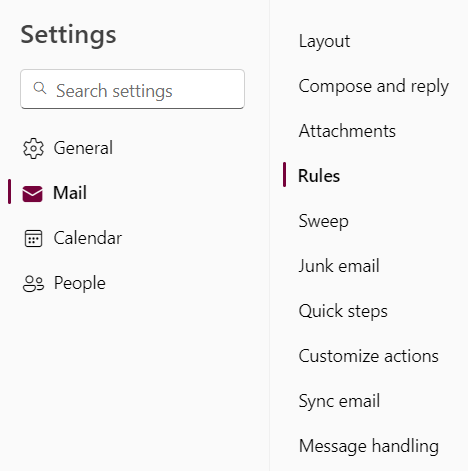 Settings
Search settings
General
Mail
Calendar
People
Layout
Compose and reply
Attachments
Rules
Sweep
Junk email
Quick steps
Customize actions
Sync email
Message handling